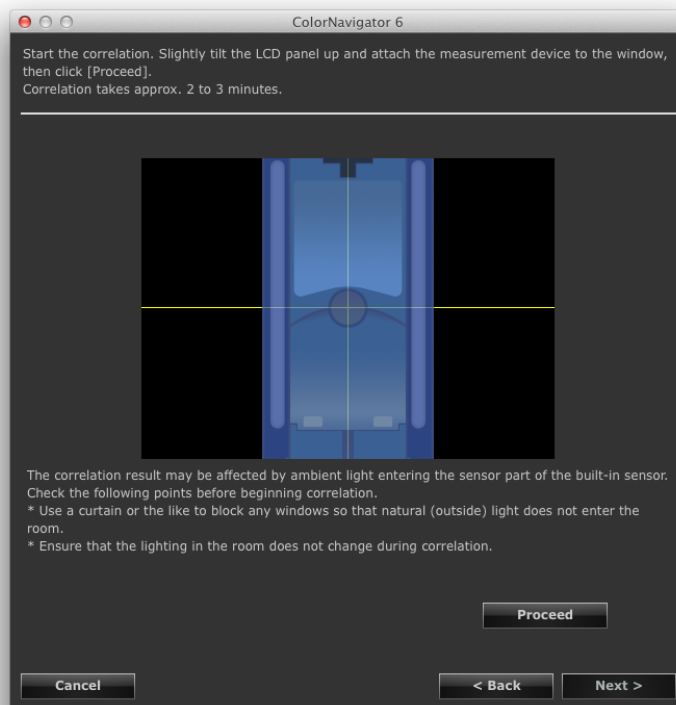 ColorNavigator 6
Start the correlation. Slightly tilt the LCD panel up and attach the measurement device to the window,
then click [Proceed].
Correlation takes approx. 2 to 3 minutes.
The correlation result may be affected by ambient light entering the sensor part of the built-in sensor.
Check the following points before beginning correlation.
* Use a curtain or the like to block any windows so that natural (outside) light does not enter the
room.
* Ensure that the lighting in the room does not change during correlation.
Proceed
Cancel
< Back
Next >